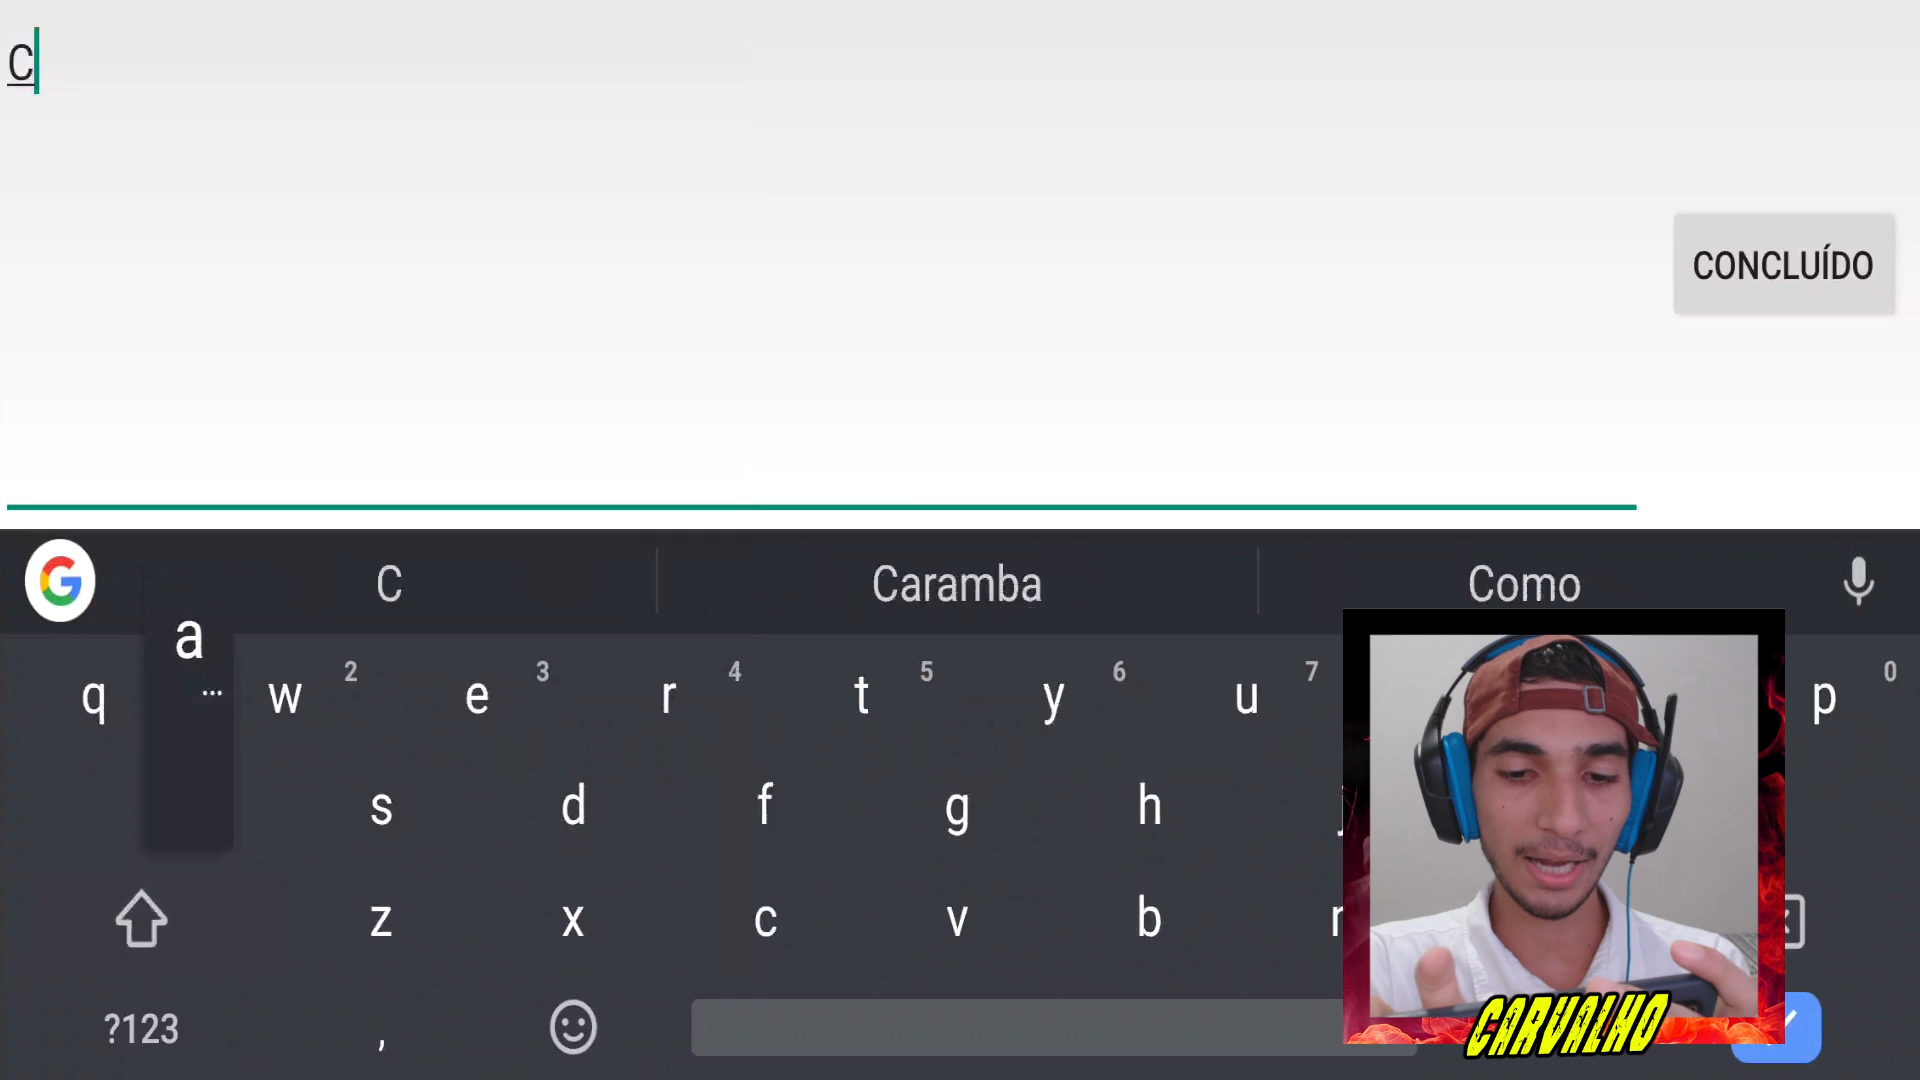 C
CONCLUÍDO
G C Caramba Como
a
q w 2 e 3 r 4 t 5 y 6 u 7 p 0
...
s d f g h
z x c v b
?123 ,
CARVALHO